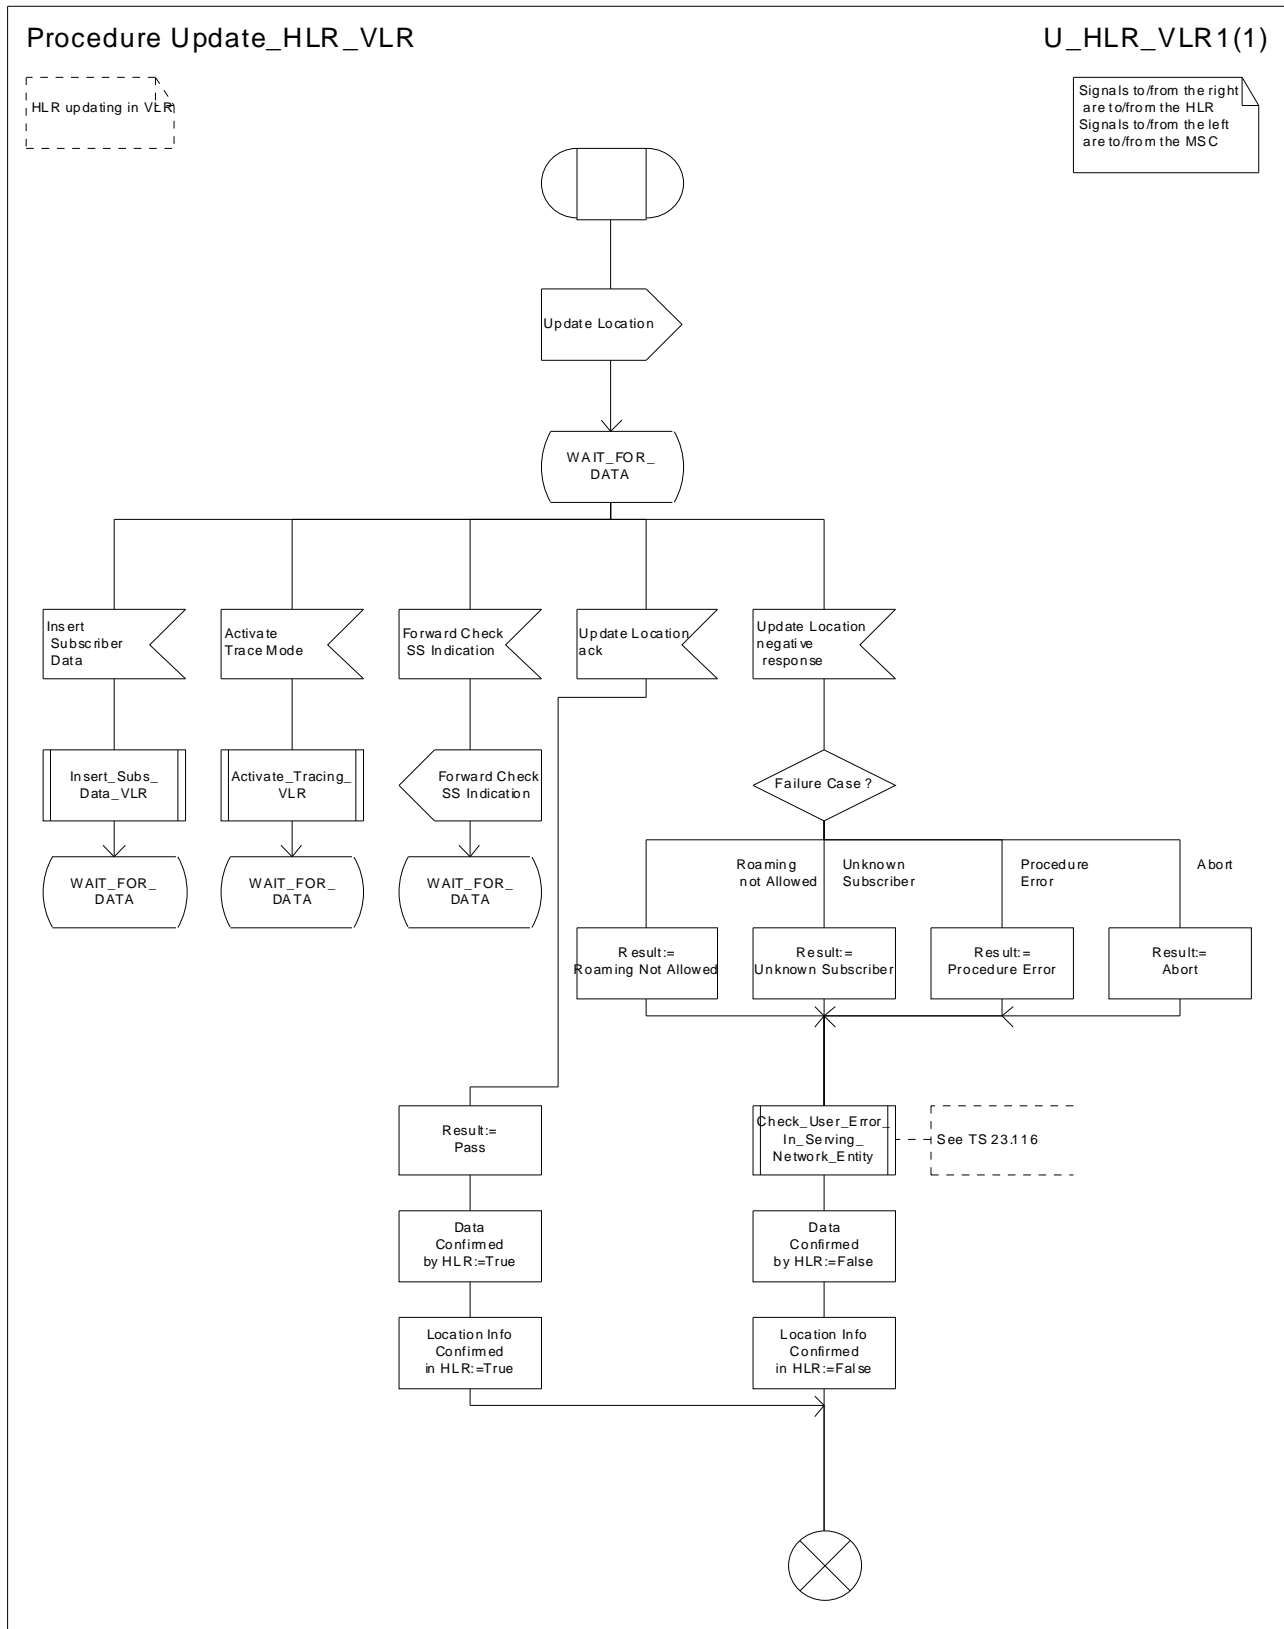 Procedure Update_HLR_VLR
U_HLR_VLR1(1)
HLR updating in VLR
Signals to/from the right
are to/from the HLR
Signals to/from the left
are to/from the MSC
Update Location
WAIT_FOR_
DATA
Insert
Subscriber
Data
Activate
Trace Mode
Forward Check
SS Indication
Update Location
ack
Update Location
negative
response
Insert_Subs_
Data_VLR
Activate_Tracing_
VLR
Forward Check
SS Indication
Failure Case ?
WAIT_FOR_
DATA
WAIT_FOR_
DATA
WAIT_FOR_
DATA
Roaming
not Allowed
Unknown
Subscriber
Procedure
Error
Abort
Result:=
Roaming Not Allowed
Result:=
Unknown Subscriber
Result:=
Procedure Error
Result:=
Abort
Result:=
Pass
Check_User_Error_
In_Serving_
Network_Entity
See TS 23.116
Data
Confirmed
by HLR:=True
Data
Confirmed
by HLR:=False
Location Info
Confirmed
in HLR:=True
Location Info
Confirmed
in HLR:=False